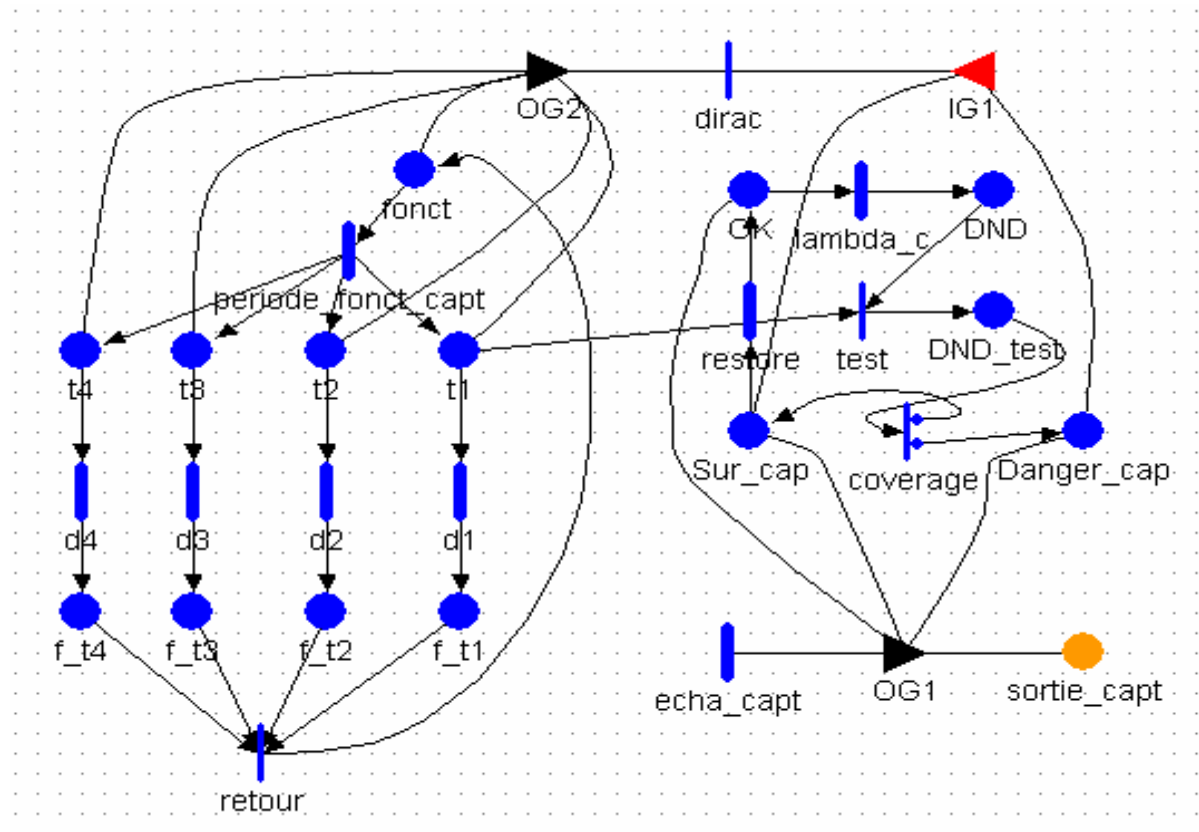 OG2
dirac
IG1
fonct
OK
lambda_c
DND
periode_fonct_capt
t4
t3
t2
t1
restore
test
DND_test
Sur_cap
coverage
Danger_cap
d4
d3
d2
d1
f_t4
f_t3
f_t2
f_t1
echa_capt
OG1
sortie_capt
retour